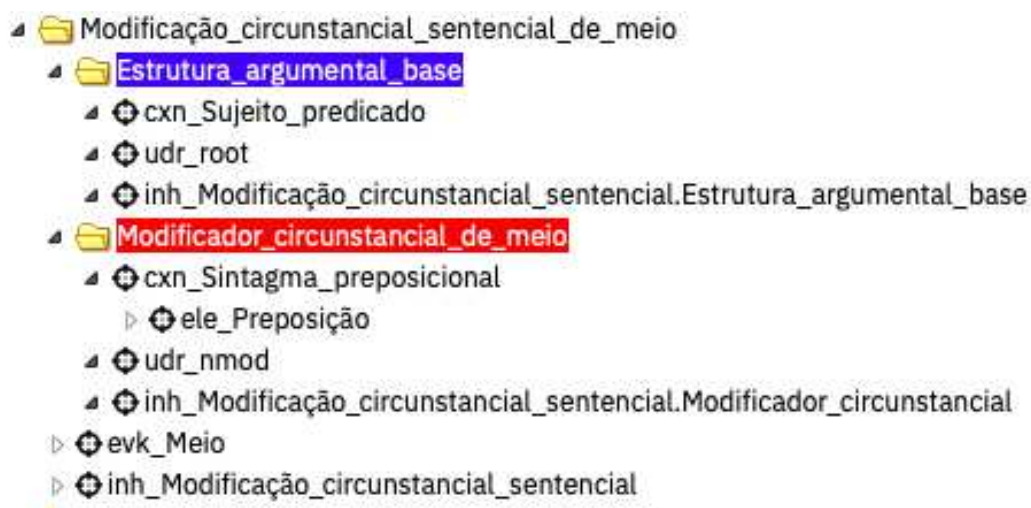 Modificação_circunstancial_sentencial_de_meio
Estrutura_argumental_base
cxn_Sujeito_predicado
udr_root
inh_Modificação_circunstancial_sentencial.Estrutura_argumental_base
Modificador_circunstancial_de_meio
cxn_Sintagma_preposicional
ele_Preposição
udr_nmod
inh_Modificação_circunstancial_sentencial.Modificador_circunstancial
evk_Meio
inh_Modificação_circunstancial_sentencial